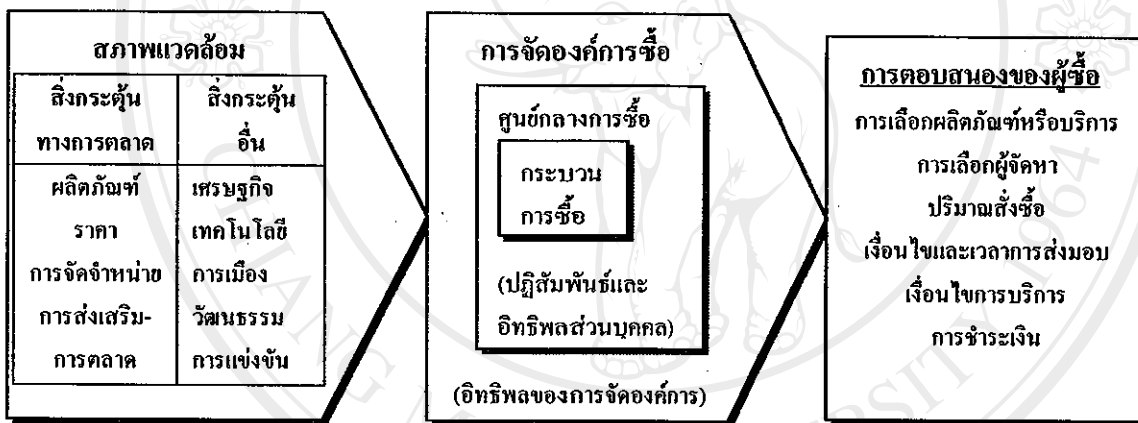 สภาพแวดล้อม
สิ่งกระตุ้น
ทางการตลาด
สิ่งกระตุ้น
อื่น
ผลิตภัณฑ์
ราคา
การจัดจำหน่าย
การส่งเสริม-
การตลาด
เศรษฐกิจ
เทคโนโลยี
การเมือง
วัฒนธรรม
การแข่งขัน
การจัดองค์การซื้อ
ศูนย์กลางการซื้อ
กระบวน
การซื้อ
(ปฏิสัมพันธ์และ
อิทธิพลส่วนบุคคล)
(อิทธิพลของการจัดองค์การ)
การตอบสนองของผู้ซื้อ
การเลือกผลิตภัณฑ์หรือบริการ
การเลือกผู้จัดหา
ปริมาณสั่งซื้อ
เงื่อนไขและเวลาการส่งมอบ
เงื่อนไขการบริการ
การชำระเงิน